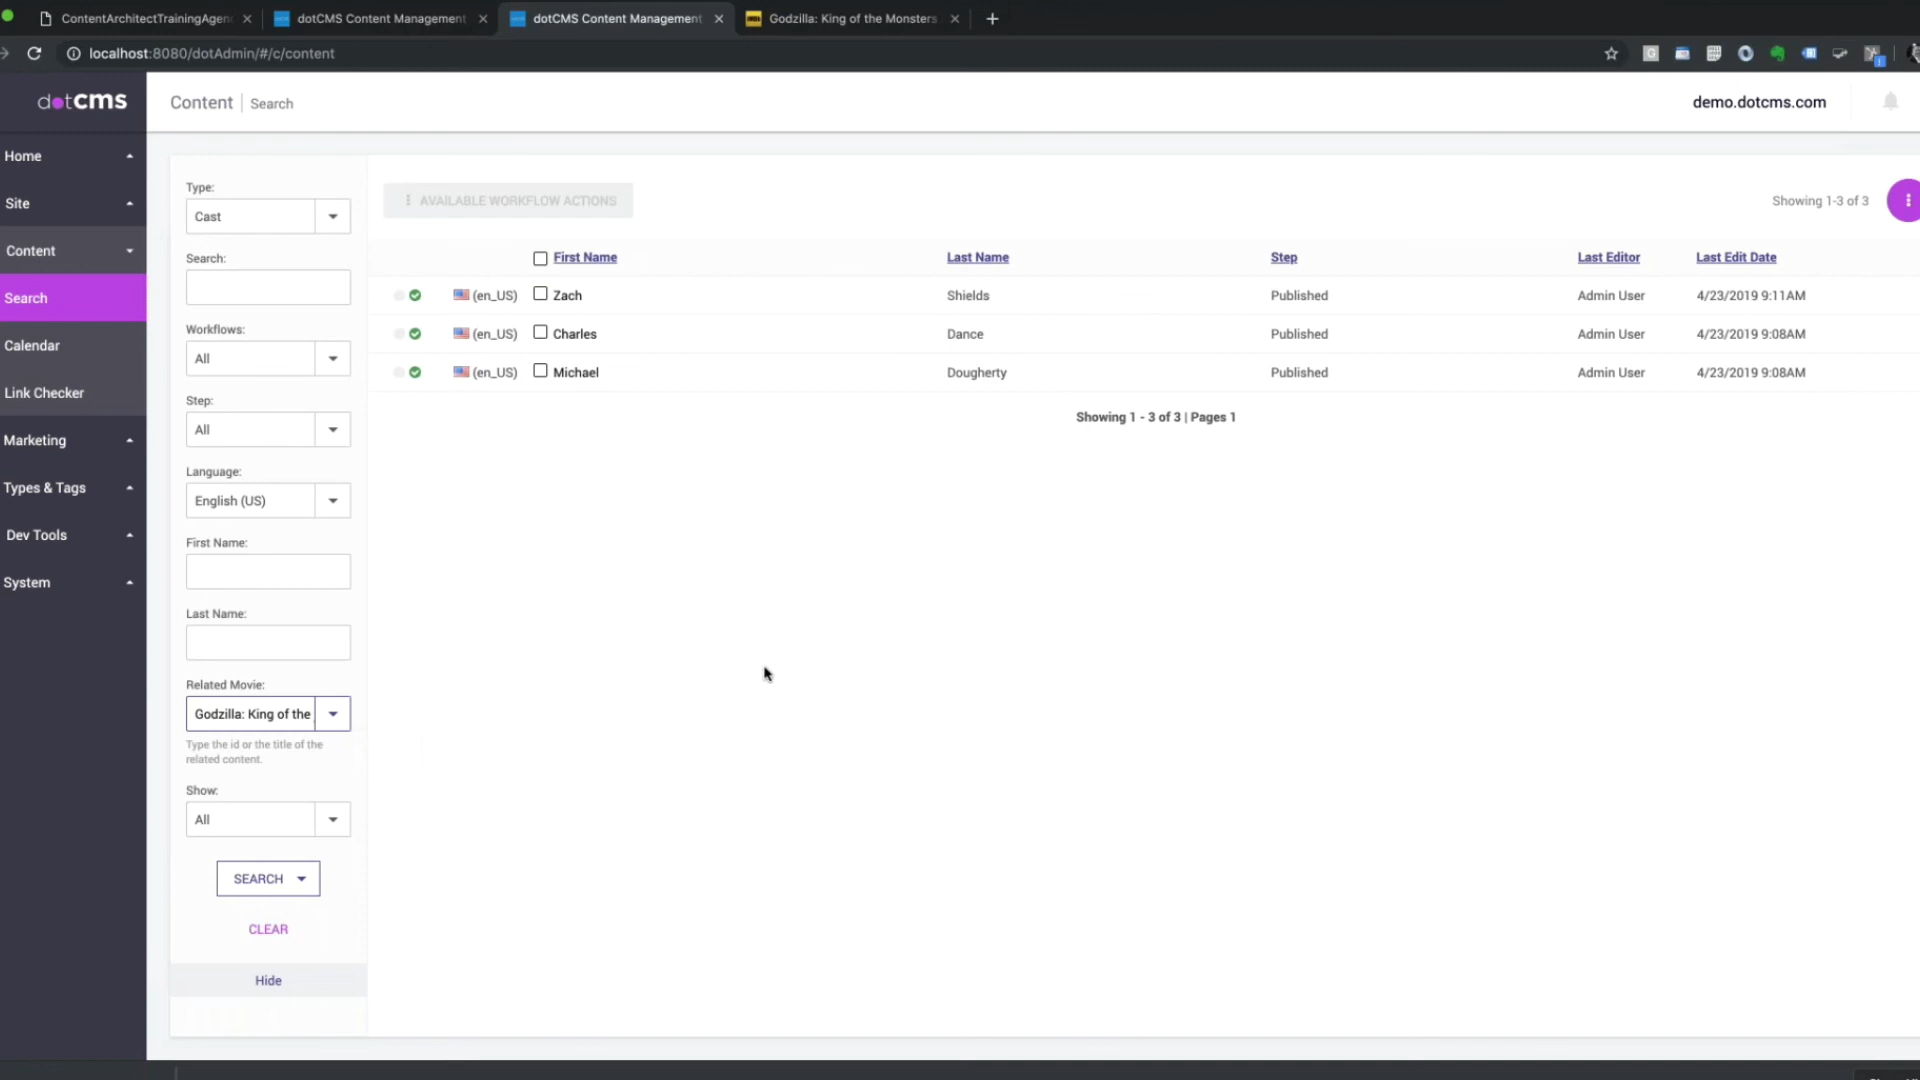 ContentArchitectTrainingAgen
dotCMS Content Management
dotCMS Content Management
Godzilla: King of the Monsters
localhost:8080/dotAdmin/#/c/content
dotCMS
Content | Search
demo.dotcms.com
Home
Site
Content
Search
Calendar
Link Checker
Marketing
Types & Tags
Dev Tools
System
Type:
Cast
Search:
Workflows:
All
Step:
All
Language:
English (US)
First Name:
Last Name:
Related Movie:
Godzilla: King of the
Type the id or the title of the
related content.
Show:
All
SEARCH
CLEAR
Hide
AVAILABLE WORKFLOW ACTIONS
Showing 1-3 of 3
First Name Last Name Step Last Editor Last Edit Date
(en_US) Zach Shields Published Admin User 4/23/2019 9:11AM
(en_US) Charles Dance Published Admin User 4/23/2019 9:08AM
(en_US) Michael Dougherty Published Admin User 4/23/2019 9:08AM
Showing 1 - 3 of 3 | Pages 1